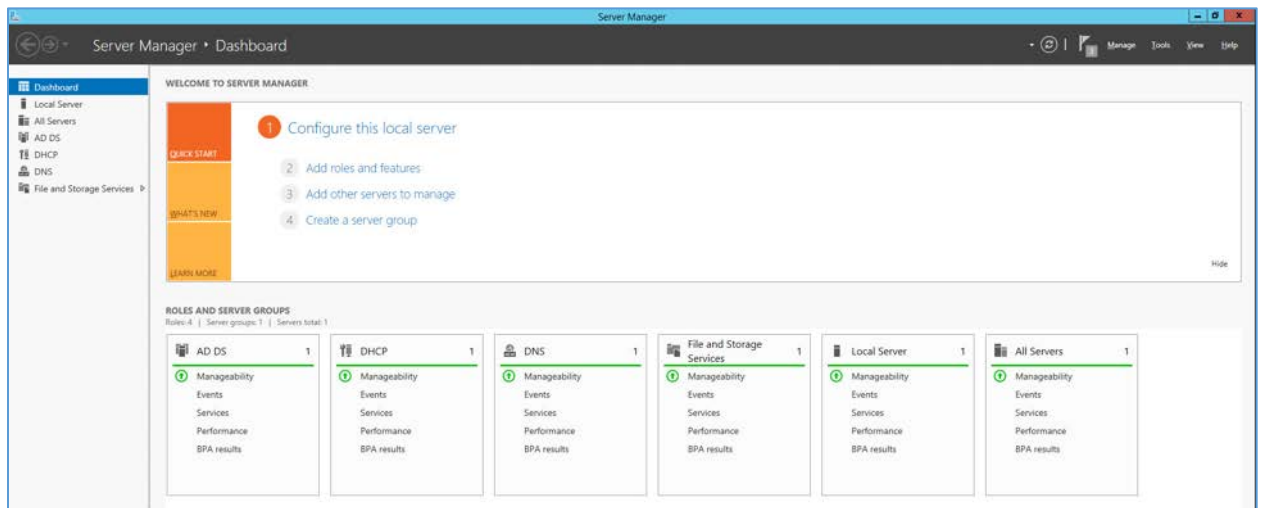 Server Manager
Server Manager • Dashboard
1
Manage Tools View Help
Dashboard
Local Server
All Servers
AD DS
DHCP
DNS
File and Storage Services
WELCOME TO SERVER MANAGER
QUICK START
WHAT'S NEW
LEARN MORE
1 Configure this local server
2 Add roles and features
3 Add other servers to manage
4 Create a server group
Hide
ROLES AND SERVER GROUPS
Roles: 4 | Server groups: 1 | Servers total: 1
AD DS 1
Manageability
Events
Services
Performance
BPA results
DHCP 1
Manageability
Events
Services
Performance
BPA results
DNS 1
Manageability
Events
Services
Performance
BPA results
File and Storage
Services 1
Manageability
Events
Services
Performance
BPA results
Local Server 1
Manageability
Events
Services
Performance
BPA results
All Servers 1
Manageability
Events
Services
Performance
BPA results